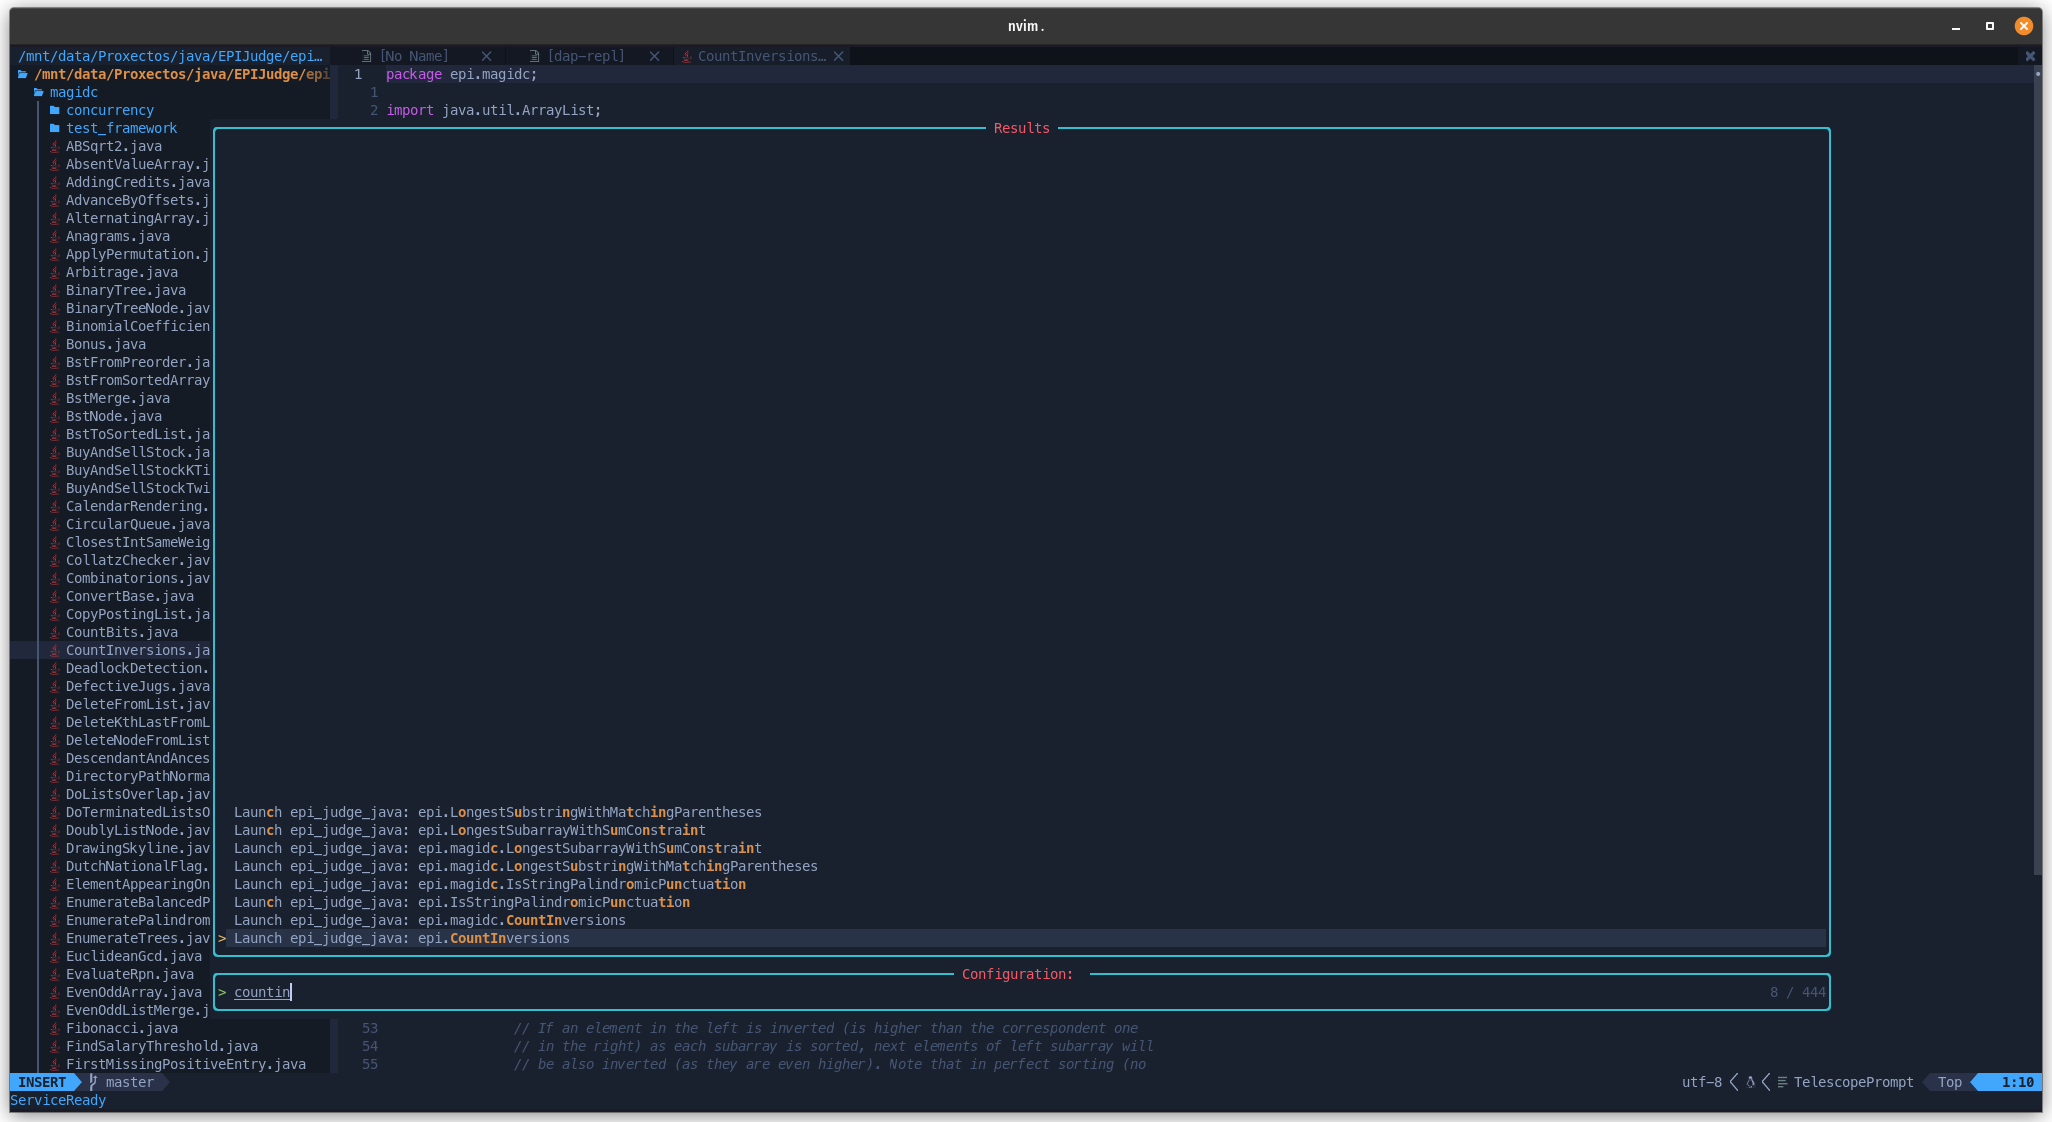 nvim .
/mnt/data/Proxectos/java/EPIJudge/epi… [No Name] [dap-repl] CountInversions…
/mnt/data/Proxectos/java/EPIJudge/epi 1 package epi.magidc;
magidc 1
concurrency 2 import java.util.ArrayList;
test_framework Results
ABSqrt2.java
AbsentValueArray.j
AddingCredits.java
AdvanceByOffsets.j
AlternatingArray.j
Anagrams.java
ApplyPermutation.j
Arbitrage.java
BinaryTree.java
BinaryTreeNode.jav
BinomialCoefficien
Bonus.java
BstFromPreorder.ja
BstFromSortedArray
BstMerge.java
BstNode.java
BstToSortedList.ja
BuyAndSellStock.ja
BuyAndSellStockKTi
BuyAndSellStockTwi
CalendarRendering.
CircularQueue.java
ClosestIntSameWeig
CollatzChecker.jav
Combinatorions.jav
ConvertBase.java
CopyPostingList.ja
CountBits.java
CountInversions.ja
DeadlockDetection.
DefectiveJugs.java
DeleteFromList.jav
DeleteKthLastFromL
DeleteNodeFromList
DescendantAndAnces
DirectoryPathNorma
DoListsOverlap.jav
DoTerminatedListsO Launch epi_judge_java: epi.LongestSubstringWithMatchingParentheses
DoublyListNode.jav Launch epi_judge_java: epi.LongestSubarrayWithSumConstraint
DrawingSkyline.jav Launch epi_judge_java: epi.magidc.LongestSubarrayWithSumConstraint
DutchNationalFlag. Launch epi_judge_java: epi.magidc.LongestSubstringWithMatchingParentheses
ElementAppearingOn Launch epi_judge_java: epi.magidc.IsStringPalindromicPunctuation
EnumerateBalancedP Launch epi_judge_java: epi.IsStringPalindromicPunctuation
EnumeratePalindrom Launch epi_judge_java: epi.magidc.CountInversions
EnumerateTrees.jav > Launch epi_judge_java: epi.CountInversions
EuclideanGcd.java
EvaluateRpn.java Configuration:
EvenOddArray.java > countin 8 / 444
EvenOddListMerge.j
Fibonacci.java 53 // If an element in the left is inverted (is higher than the correspondent one
FindSalaryThreshold.java 54 // in the right) as each subarray is sorted, next elements of left subarray will
FirstMissingPositiveEntry.java 55 // be also inverted (as they are even higher). Note that in perfect sorting (no
INSERT master utf-8 TelescopePrompt Top 1:10
ServiceReady